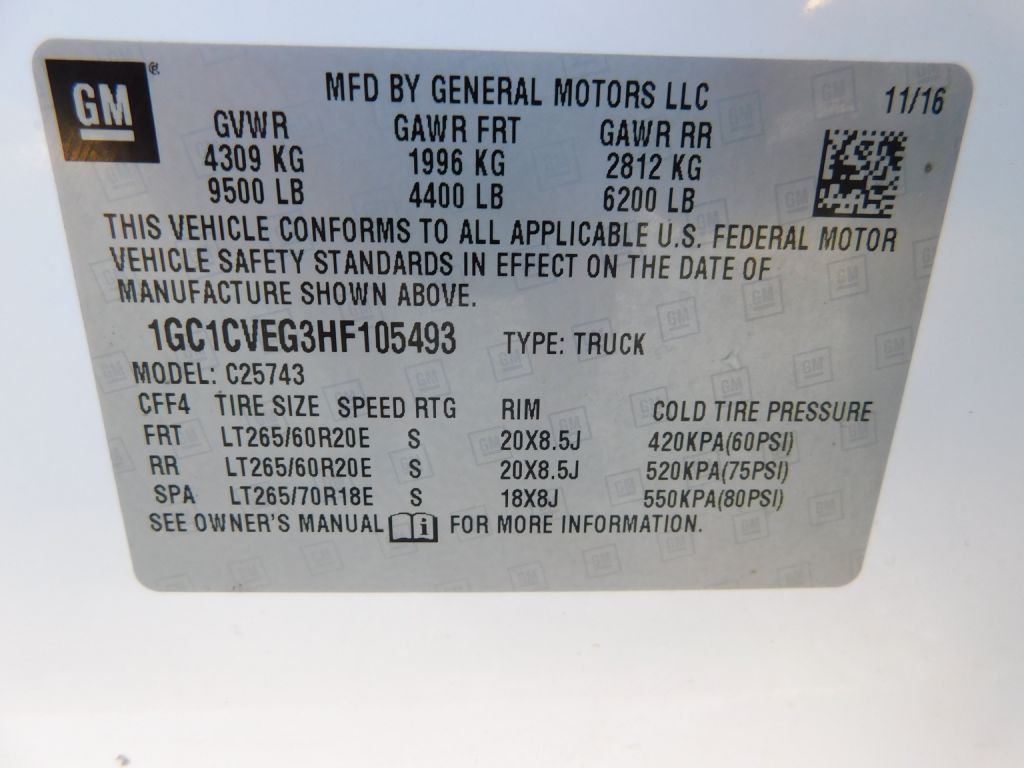 GM ®
MFD BY GENERAL MOTORS LLC 11/16
GVWR GAWR FRT GAWR RR
4309 KG 1996 KG 2812 KG
9500 LB 4400 LB 6200 LB
THIS VEHICLE CONFORMS TO ALL APPLICABLE U.S. FEDERAL MOTOR
VEHICLE SAFETY STANDARDS IN EFFECT ON THE DATE OF
MANUFACTURE SHOWN ABOVE.
1GC1CVEG3HF105493 TYPE: TRUCK
MODEL: C25743
CFF4 TIRE SIZE SPEED RTG RIM COLD TIRE PRESSURE
FRT LT265/60R20E S 20X8.5J 420KPA(60PSI)
RR LT265/60R20E S 20X8.5J 520KPA(75PSI)
SPA LT265/70R18E S 18X8J 550KPA(80PSI)
SEE OWNER'S MANUAL i FOR MORE INFORMATION.